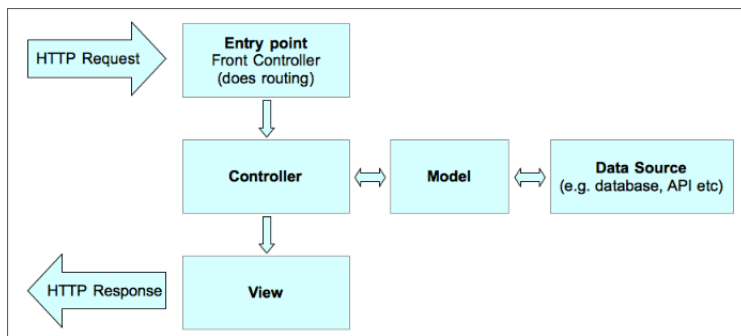 HTTP Request
Entry point
Front Controller
(does routing)
Controller
Model
Data Source
(e.g. database, API etc)
HTTP Response
View